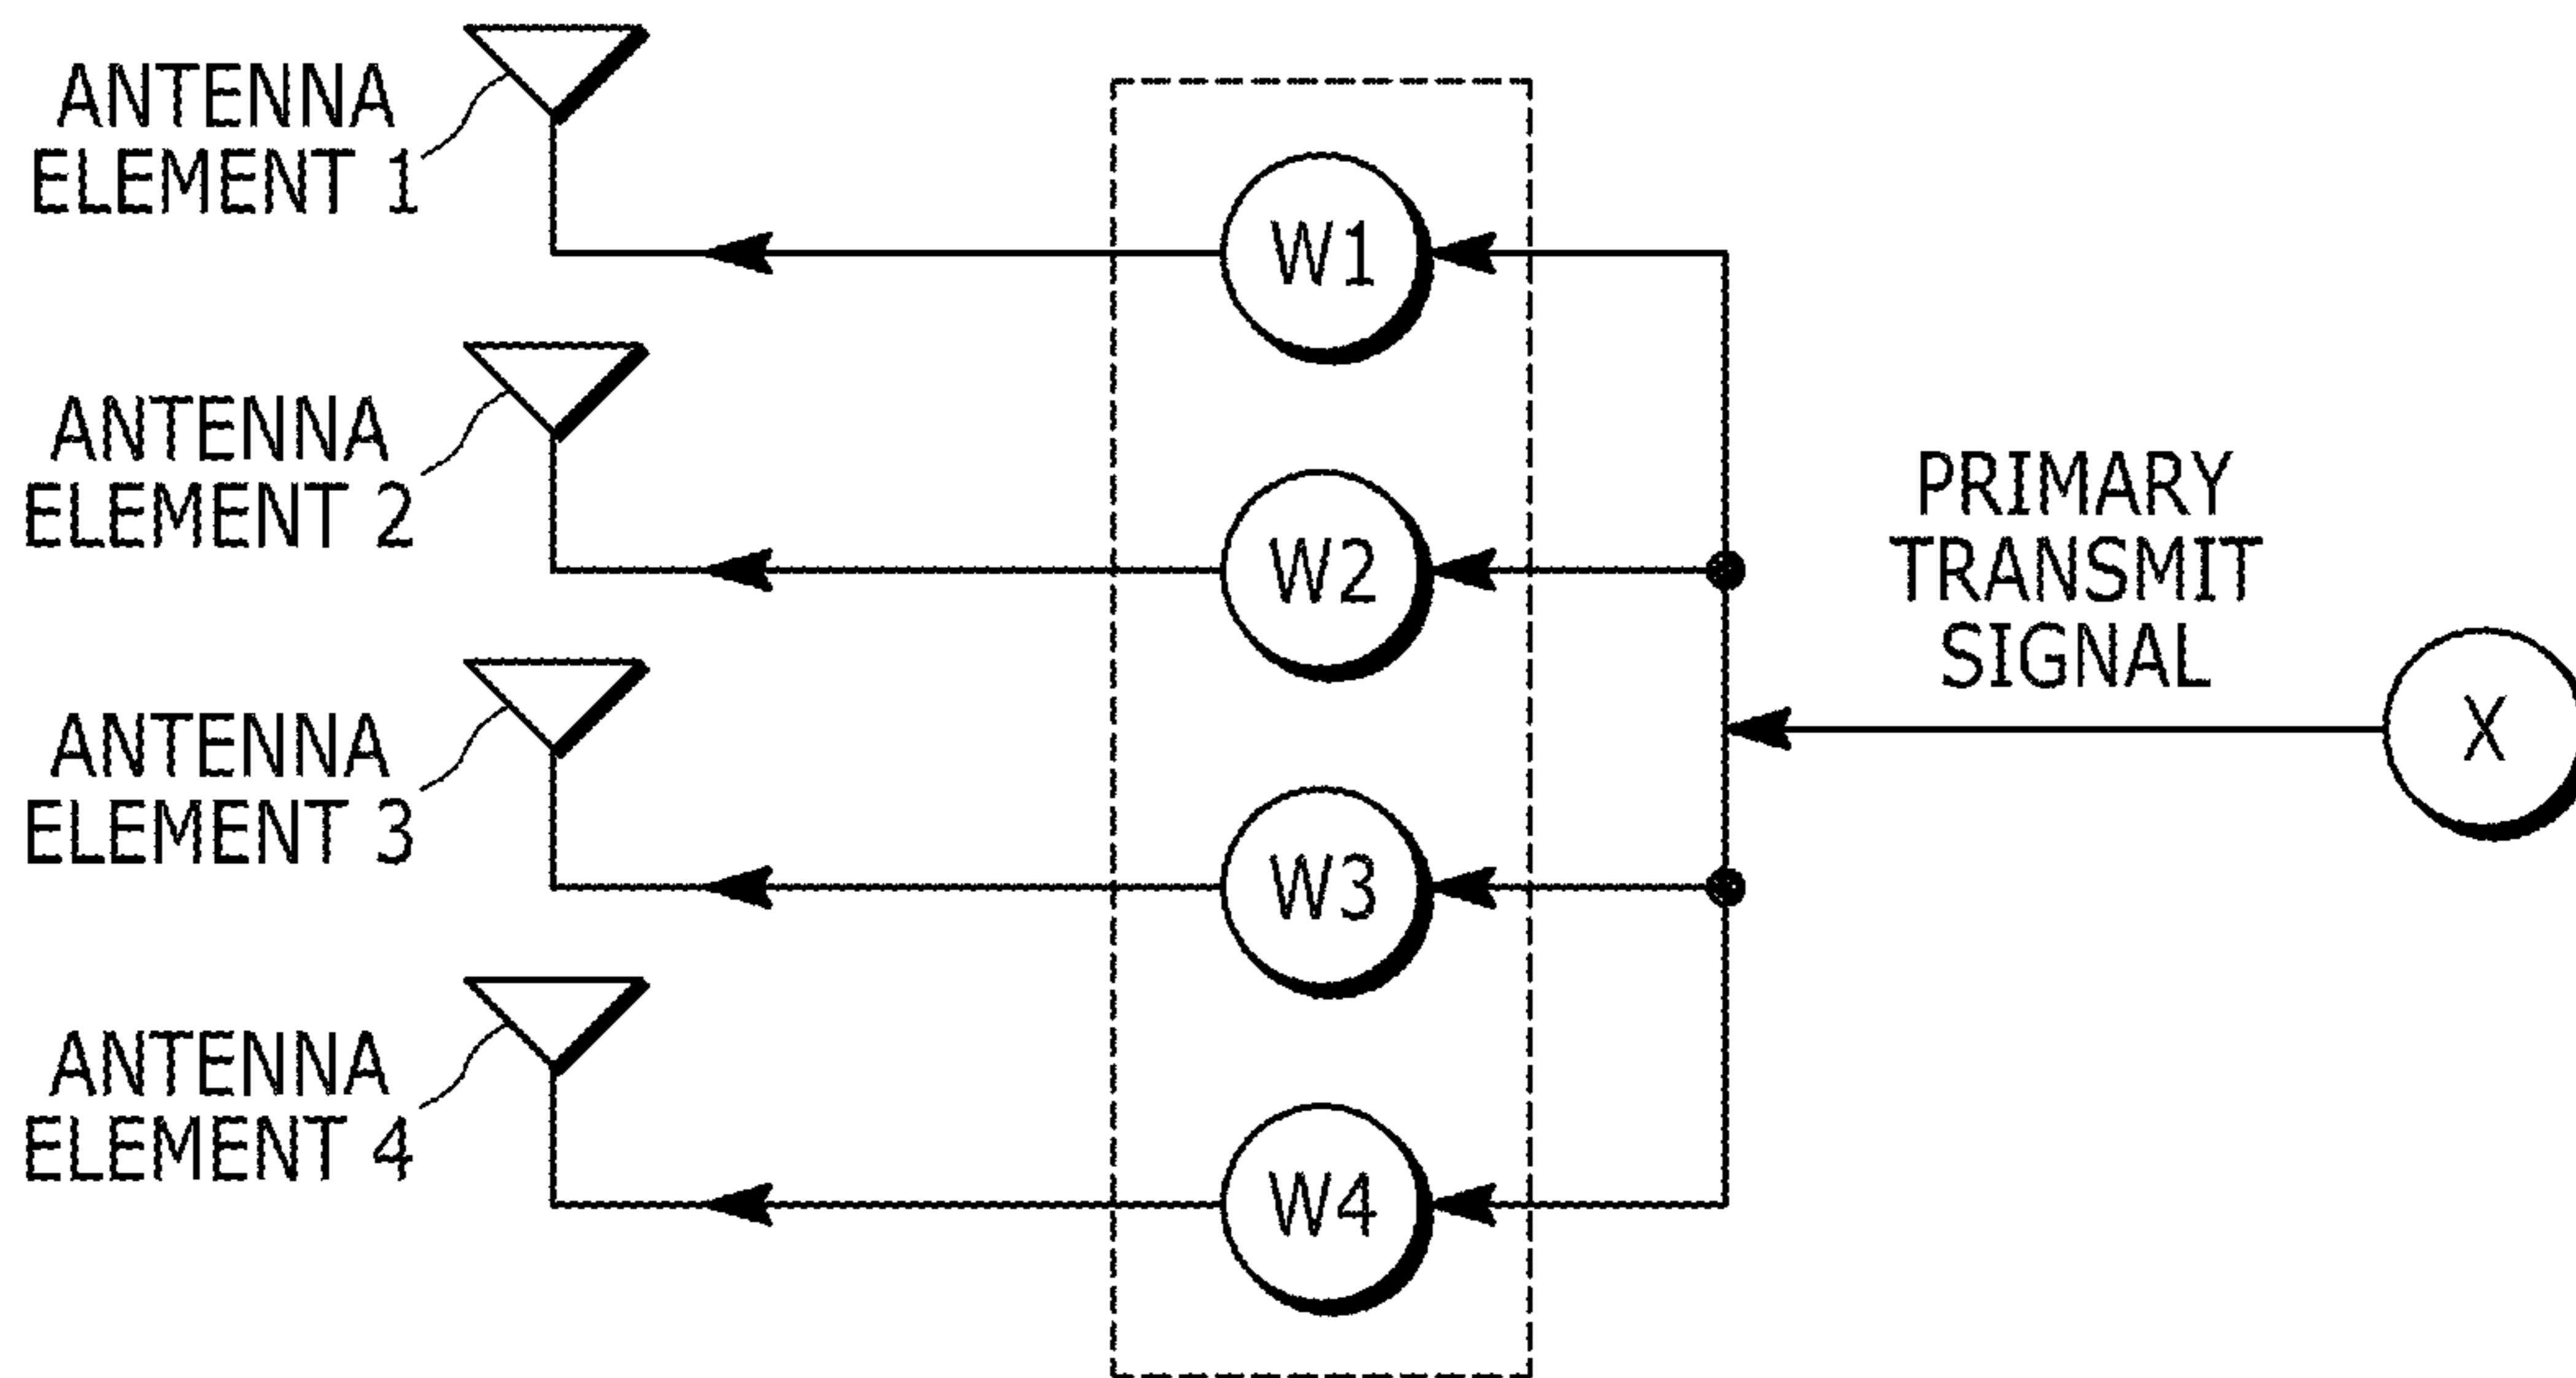 ANTENNA
ELEMENT 1
W1
ANTENNA
ELEMENT 2
W2
PRIMARY
TRANSMIT
SIGNAL
X
ANTENNA
ELEMENT 3
W3
ANTENNA
ELEMENT 4
W4